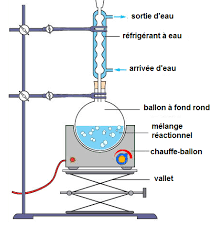 sortie d'eau
réfrigérant à eau
arrivée d'eau
ballon à fond rond
mélange
réactionnel
chauffe-ballon
vallet